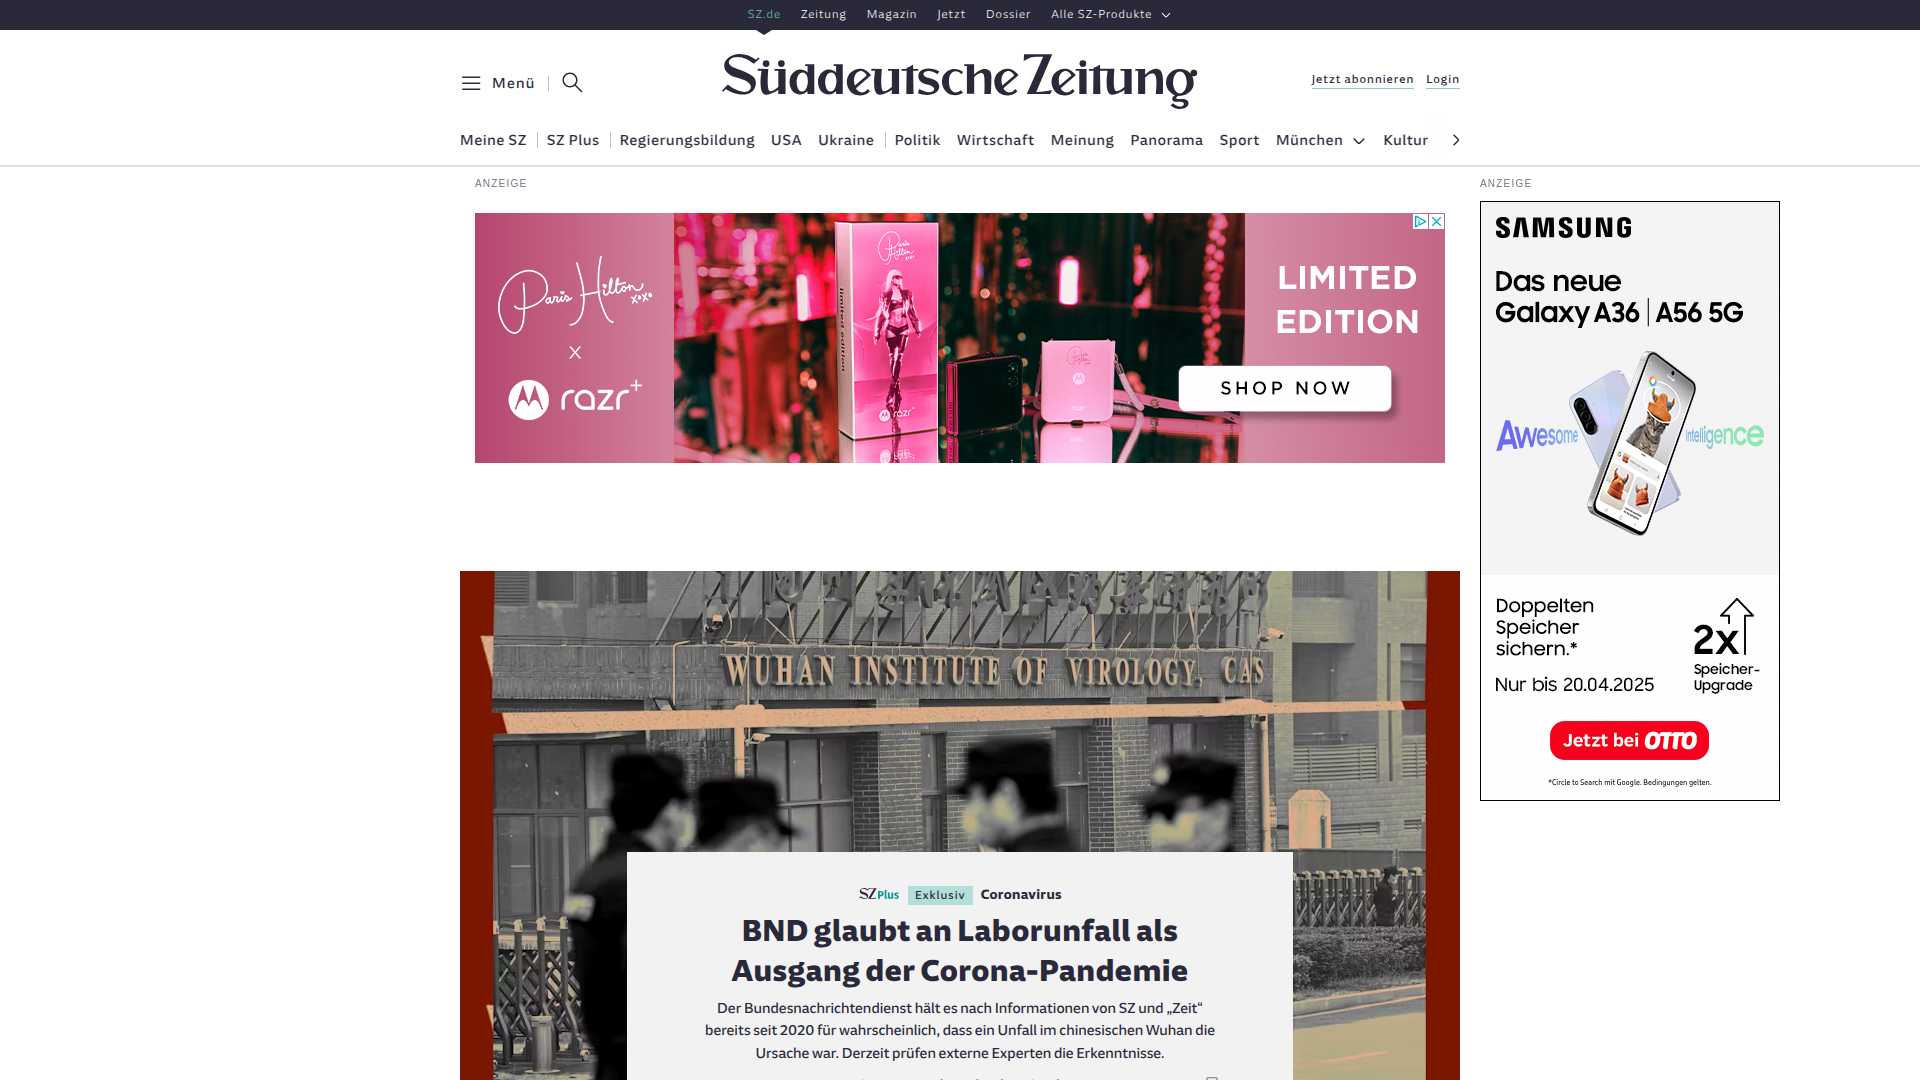 SZ.de Zeitung Magazin Jetzt Dossier Alle SZ-Produkte
Menü
Süddeutsche Zeitung
Jetzt abonnieren Login
Meine SZ SZ Plus Regierungsbildung USA Ukraine Politik Wirtschaft Meinung Panorama Sport München Kultur
ANZEIGE
Paris Hilton
xoxo
X
razr+
limited edition
razr+
LIMITED
EDITION
SHOP NOW
ANZEIGE
SAMSUNG
Das neue
Galaxy A36 | A56 5G
Awesome intelligence
Doppelten
Speicher
sichern.*
Nur bis 20.04.2025
2x
Speicher-
Upgrade
Jetzt bei OTTO
*Circle to Search mit Google. Bedingungen gelten.
WUHAN INSTITUTE OF VIROLOGY, CAS
SZ Plus Exklusiv Coronavirus
BND glaubt an Laborunfall als
Ausgang der Corona-Pandemie
Der Bundesnachrichtendienst hält es nach Informationen von SZ und „Zeit“
bereits seit 2020 für wahrscheinlich, dass ein Unfall im chinesischen Wuhan die
Ursache war. Derzeit prüfen externe Experten die Erkenntnisse.